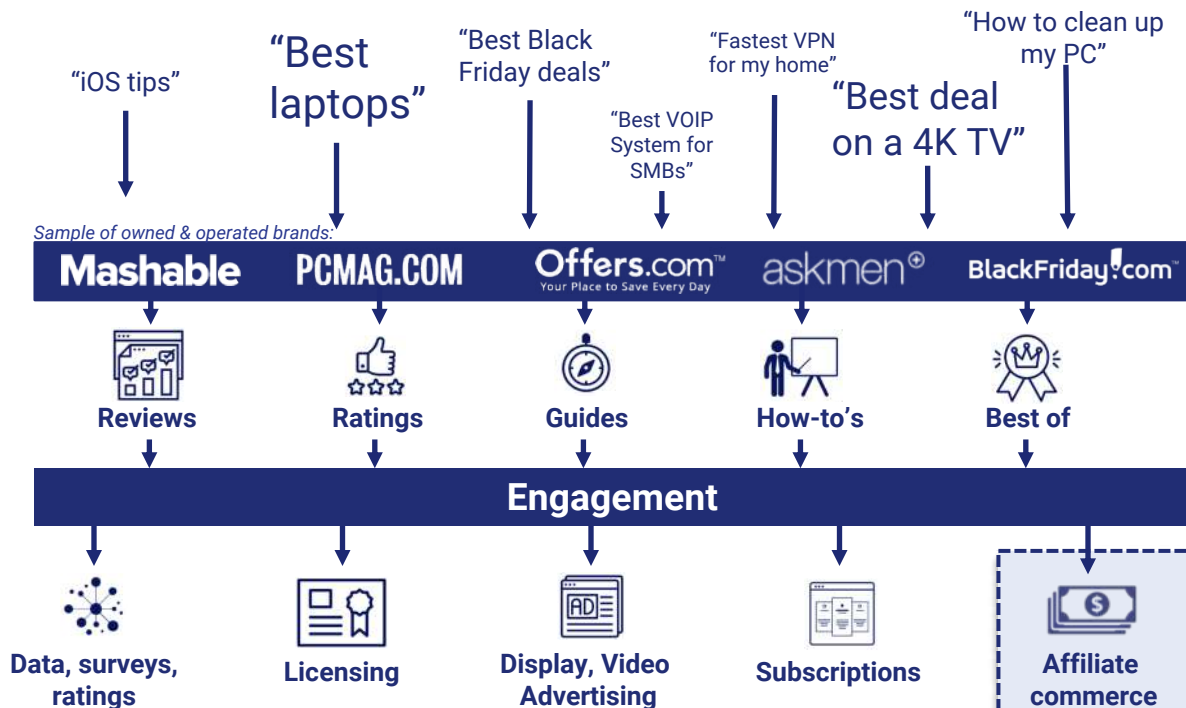 “iOS tips”
“Best
laptops”
“Best Black
Friday deals”
“Best VOIP
System for
SMBs”
“Fastest VPN
for my home”
“Best deal
on a 4K TV”
“How to clean up
my PC”
Sample of owned & operated brands:
Mashable
PCMAG.COM
Offers.com™
Your Place to Save Every Day
askmen
BlackFriday.com™
Reviews
Ratings
Guides
How-to’s
Best of
Engagement
AD
Data, surveys,
ratings
Licensing
Display, Video
Advertising
Subscriptions
Affiliate
commerce